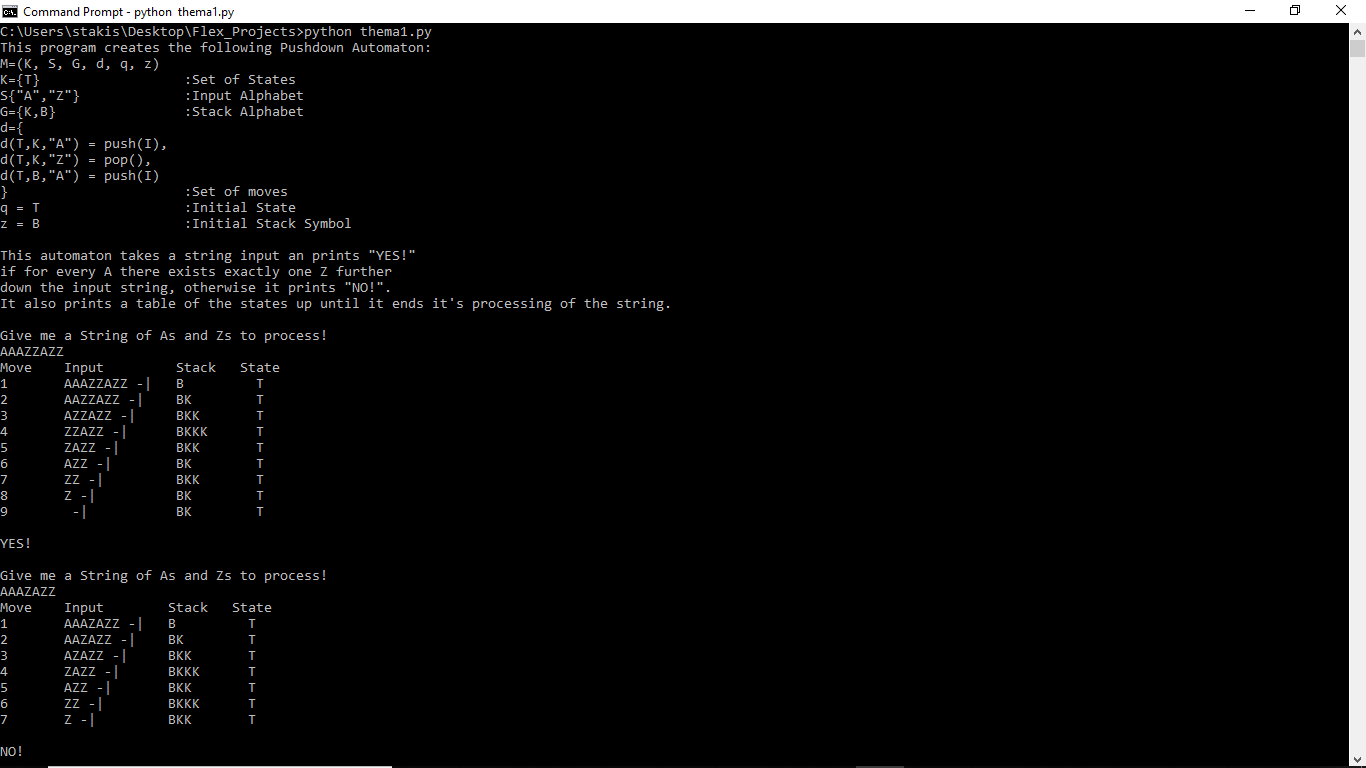 Command Prompt - python  thema1.py
C:\Users\stakis\Desktop\Flex_Projects>python thema1.py
This program creates the following Pushdown Automaton:
M=(K, S, G, d, q, z)
K={T}                  :Set of States
S{"A","Z"}             :Input Alphabet
G={K,B}                :Stack Alphabet
d={
d(T,K,"A") = push(I),
d(T,K,"Z") = pop(),
d(T,B,"A") = push(I)
}                      :Set of moves
q = T                  :Initial State
z = B                  :Initial Stack Symbol
This automaton takes a string input an prints "YES!"
if for every A there exists exactly one Z further
down the input string, otherwise it prints "NO!".
It also prints a table of the states up until it ends it's processing of the string.
Give me a String of As and Zs to process!
AAAZZAZZ
Move    Input         Stack   State
1       AAAZZAZZ -|   B         T
2       AAZZAZZ -|    BK        T
3       AZZAZZ -|     BKK       T
4       ZZAZZ -|      BKKK      T
5       ZAZZ -|       BKK       T
6       AZZ -|        BK        T
7       ZZ -|         BKK       T
8       Z -|          BK        T
9        -|           BK        T
YES!
Give me a String of As and Zs to process!
AAAZAZZ
Move    Input        Stack   State
1       AAAZAZZ -|   B         T
2       AAZAZZ -|    BK        T
3       AZAZZ -|     BKK       T
4       ZAZZ -|      BKKK      T
5       AZZ -|       BKK       T
6       ZZ -|        BKKK      T
7       Z -|         BKK       T
NO!